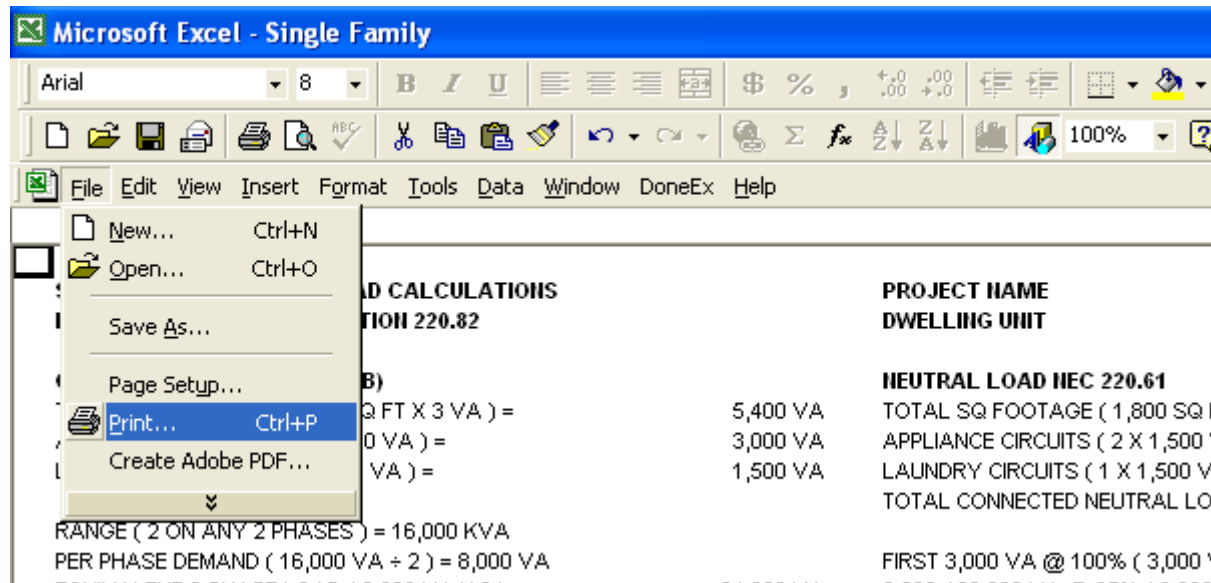 Microsoft Excel - Single Family
Arial 8 B I U $ % , .00 .00
ABC Σ fx 100%
File Edit View Insert Format Tools Data Window DoneEx Help
New... Ctrl+N
Open... Ctrl+O
Save As...
Page Setup...
Print... Ctrl+P
Create Adobe PDF...
AD CALCULATIONS PROJECT NAME
TION 220.82 DWELLING UNIT
B) NEUTRAL LOAD NEC 220.61
Q FT X 3 VA ) = 5,400 VA TOTAL SQ FOOTAGE ( 1,800 SQ
0 VA ) = 3,000 VA APPLIANCE CIRCUITS ( 2 X 1,500
VA ) = 1,500 VA LAUNDRY CIRCUITS ( 1 X 1,500 V
TOTAL CONNECTED NEUTRAL LO
RANGE ( 2 ON ANY 2 PHASES ) = 16,000 KVA
PER PHASE DEMAND ( 16,000 VA ÷ 2 ) = 8,000 VA FIRST 3,000 VA @ 100% ( 3,000